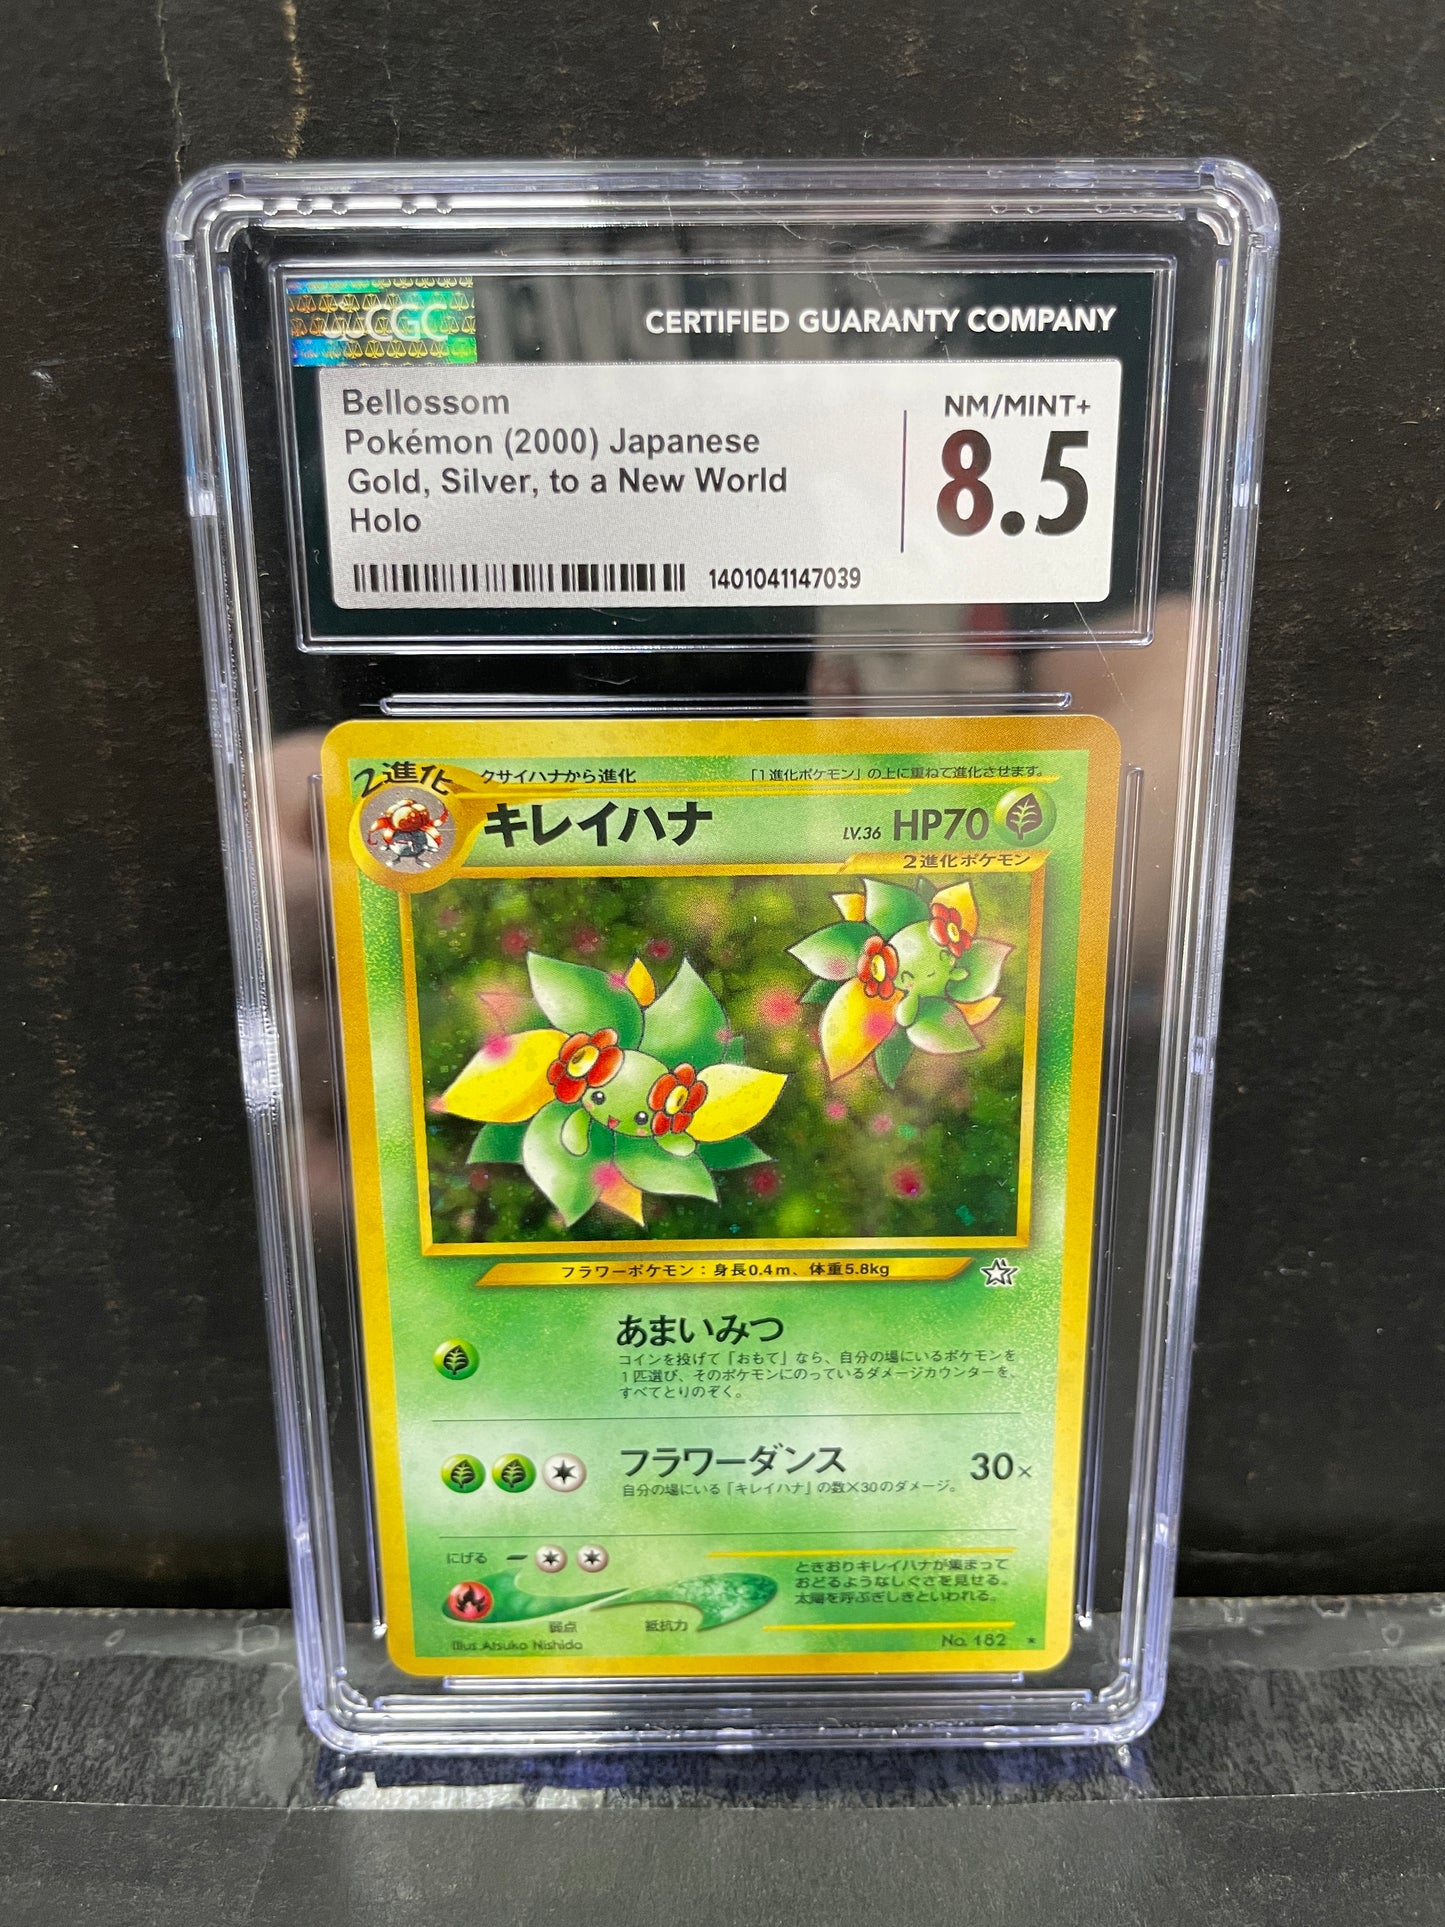 CGC
CERTIFIED GUARANTY COMPANY
Bellossom
Pokémon (2000) Japanese
Gold, Silver, to a New World
Holo
NM/MINT+
8.5
1401041147039
2進化
クサイハナから進化
「1進化ポケモン」の上に重ねて進化させます。
キレイハナ
LV.36 HP70
2進化ポケモン
フラワーポケモン：身長0.4m、体重5.8kg
あまいみつ
コインを投げて「おもて」なら、自分の場にいるポケモンを
1匹選び、そのポケモンにのっているダメージカウンターを、
すべてとりのぞく。
フラワーダンス
30×
自分の場にいる「キレイハナ」の数×30のダメージ。
にげる
弱点
抵抗力
ときおりキレイハナが集まって
おどるようなしぐさを見せる。
太陽を呼ぶぎしきといわれる。
Illus. Atsuko Nishida
No. 182